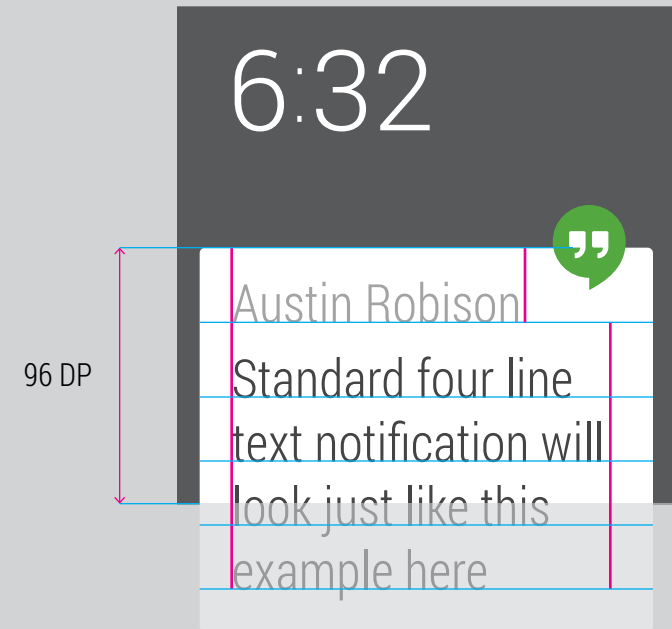 6:32
Austin Robison
96 DP
Standard four line
text notification will
look just like this
example here